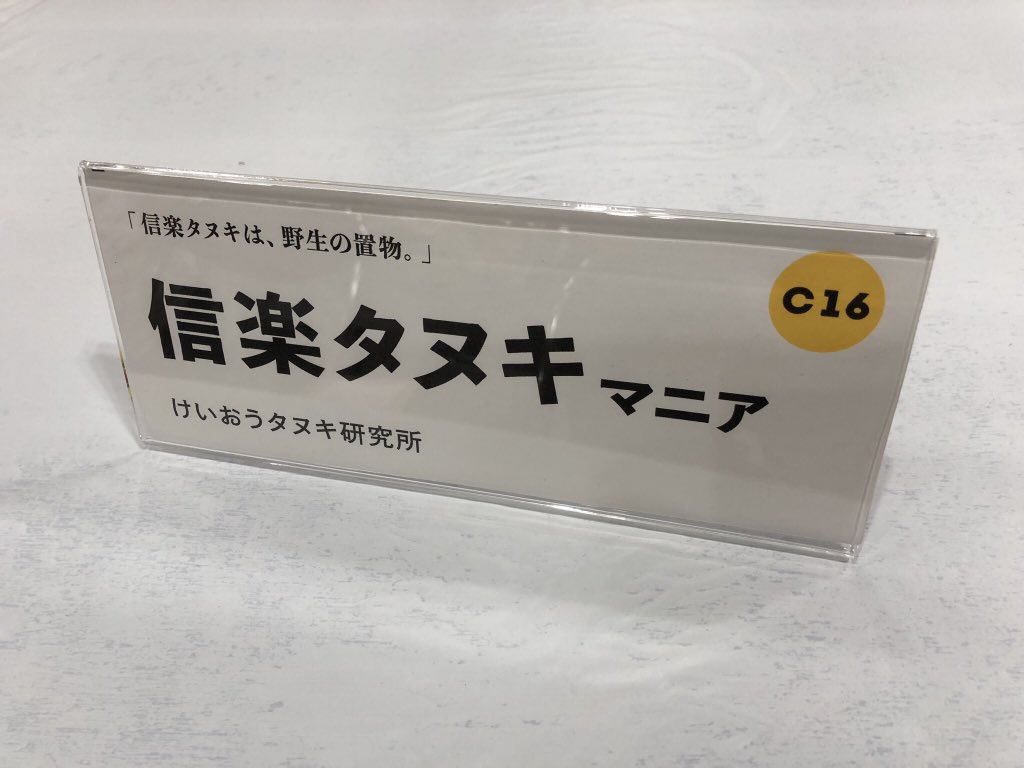 「信楽タヌキは、野生の置物。」
C16
信楽タヌキマニア
けいおうタヌキ研究所